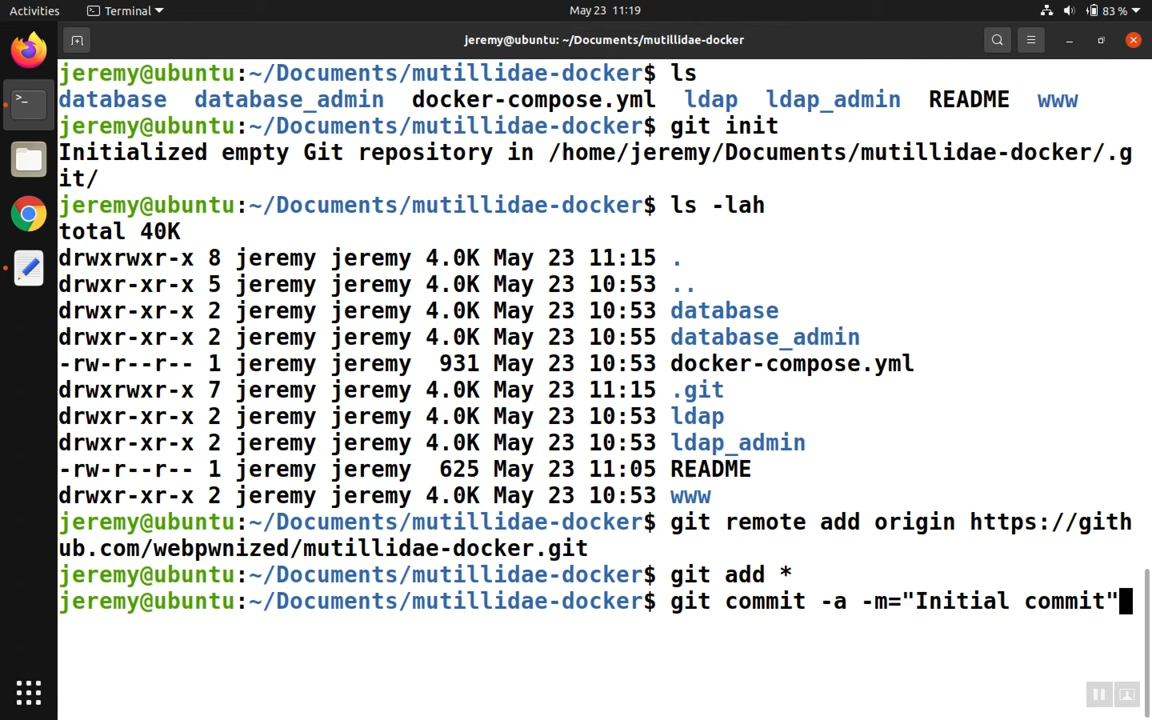 Activities Terminal May 23 11:19 83 %
jeremy@ubuntu: ~/Documents/mutillidae-docker
jeremy@ubuntu:~/Documents/mutillidae-docker$ ls
database database_admin docker-compose.yml ldap ldap_admin README www
jeremy@ubuntu:~/Documents/mutillidae-docker$ git init
Initialized empty Git repository in /home/jeremy/Documents/mutillidae-docker/.g
it/
jeremy@ubuntu:~/Documents/mutillidae-docker$ ls -lah
total 40K
drwxrwxr-x 8 jeremy jeremy 4.0K May 23 11:15 .
drwxr-xr-x 5 jeremy jeremy 4.0K May 23 10:53 ..
drwxr-xr-x 2 jeremy jeremy 4.0K May 23 10:53 database
drwxr-xr-x 2 jeremy jeremy 4.0K May 23 10:55 database_admin
-rw-r--r-- 1 jeremy jeremy 931 May 23 10:53 docker-compose.yml
drwxrwxr-x 7 jeremy jeremy 4.0K May 23 11:15 .git
drwxr-xr-x 2 jeremy jeremy 4.0K May 23 10:53 ldap
drwxr-xr-x 2 jeremy jeremy 4.0K May 23 10:53 ldap_admin
-rw-r--r-- 1 jeremy jeremy 625 May 23 11:05 README
drwxr-xr-x 2 jeremy jeremy 4.0K May 23 10:53 www
jeremy@ubuntu:~/Documents/mutillidae-docker$ git remote add origin https://gith
ub.com/webpwnized/mutillidae-docker.git
jeremy@ubuntu:~/Documents/mutillidae-docker$ git add *
jeremy@ubuntu:~/Documents/mutillidae-docker$ git commit -a -m="Initial commit"